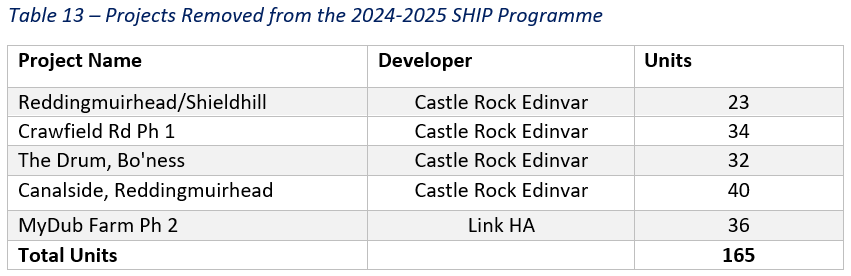 Table 13 – Projects Removed from the 2024-2025 SHIP Programme
Project Name Developer Units
Reddingmuirhead/Shieldhill Castle Rock Edinvar 23
Crawfield Rd Ph 1 Castle Rock Edinvar 34
The Drum, Bo'ness Castle Rock Edinvar 32
Canalside, Reddingmuirhead Castle Rock Edinvar 40
MyDub Farm Ph 2 Link HA 36
Total Units 165